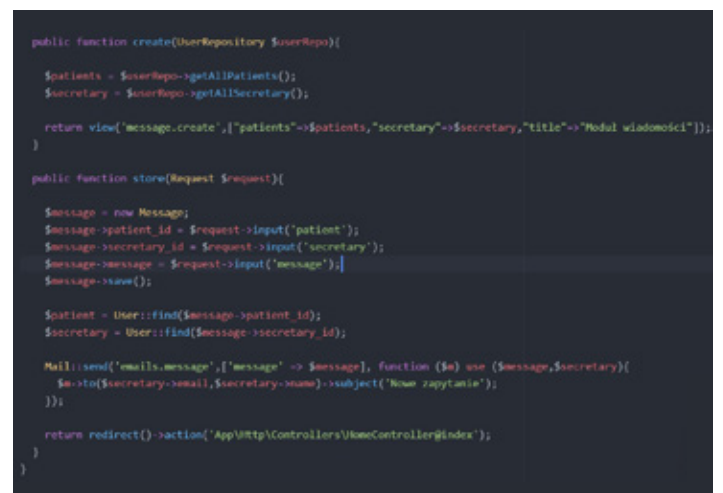 public function create(UserRepository $userRepo){
$patients = $userRepo->getAllPatients();
$secretary = $userRepo->getAllSecretary();
return view('message.create',["patients"=>$patients,"secretary"=>$secretary,"title"=>"Moduł wiadomości"]);
}
public function store(Request $request){
$message = new Message;
$message->patient_id = $request->input('patient');
$message->secretary_id = $request->input('secretary');
$message->message = $request->input('message');
$message->save();
$patient = User::find($message->patient_id);
$secretary = User::find($message->secretary_id);
Mail::send('emails.message',['message' => $message], function ($m) use ($message,$secretary){
$m->to($secretary->email,$secretary->name)->subject('Nowe zapytanie');
});
return redirect()->action('App\Http\Controllers\HomeController@index');
}
}